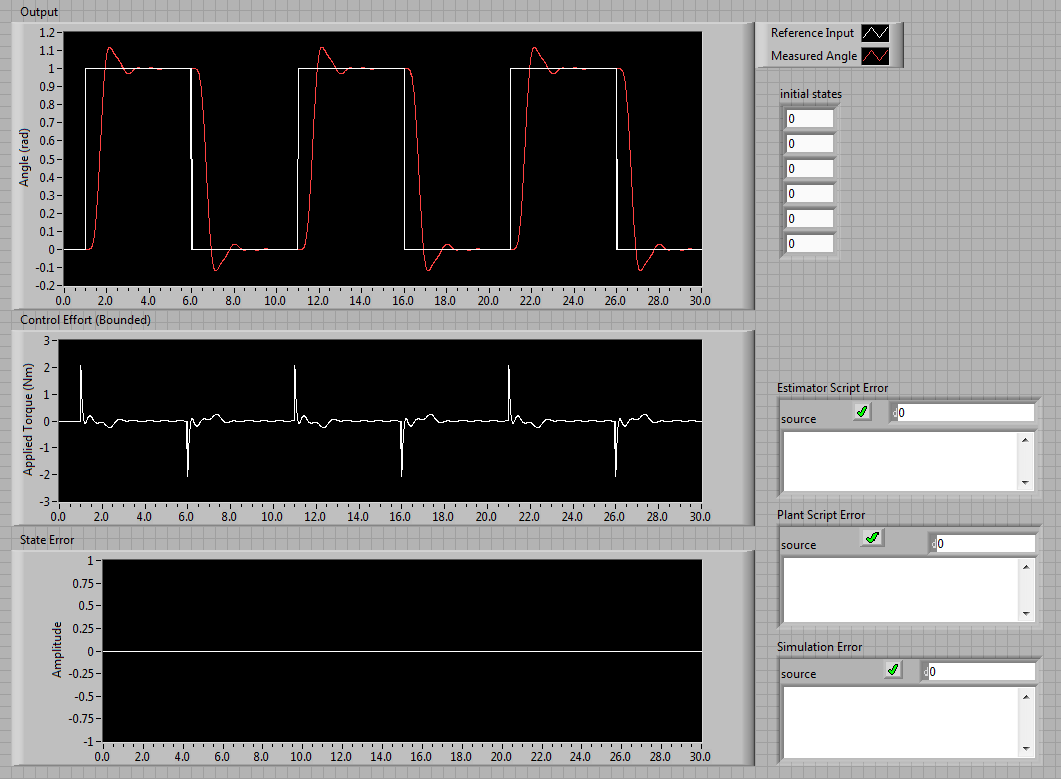 Output
Reference Input
Measured Angle
Angle (rad)
1.2
1.1
1
0.9
0.8
0.7
0.6
0.5
0.4
0.3
0.2
0.1
0
-0.1
-0.2
0.0 2.0 4.0 6.0 8.0 10.0 12.0 14.0 16.0 18.0 20.0 22.0 24.0 26.0 28.0 30.0
initial states
0
0
0
0
0
0
Control Effort (Bounded)
Applied Torque (Nm)
3
2
1
0
-1
-2
-3
0.0 2.0 4.0 6.0 8.0 10.0 12.0 14.0 16.0 18.0 20.0 22.0 24.0 26.0 28.0 30.0
Estimator Script Error
source
d0
State Error
Amplitude
1
0.75
0.5
0.25
0
-0.25
-0.5
-0.75
-1
0.0 2.0 4.0 6.0 8.0 10.0 12.0 14.0 16.0 18.0 20.0 22.0 24.0 26.0 28.0 30.0
Plant Script Error
source
d0
Simulation Error
source
d0